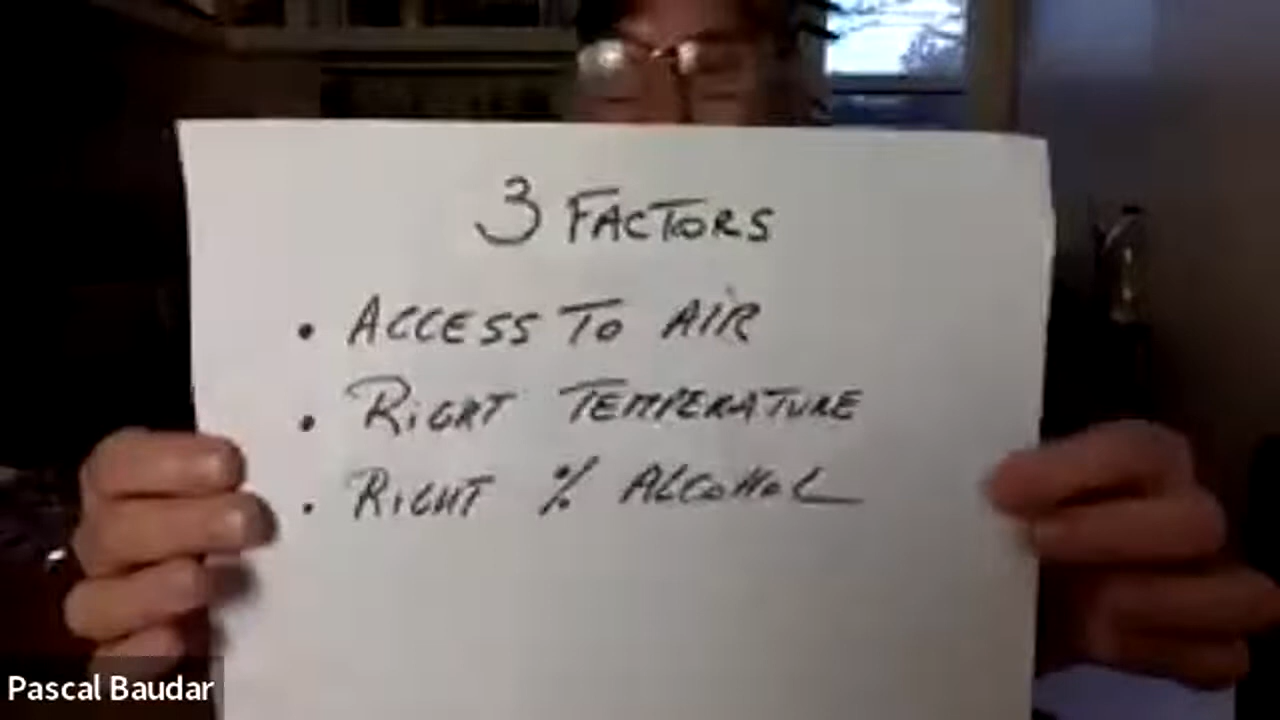 3 FACTORS
• ACCESS TO AIR
• RIGHT TEMPERATURE
• RIGHT % ALCOHOL
Pascal Baudar